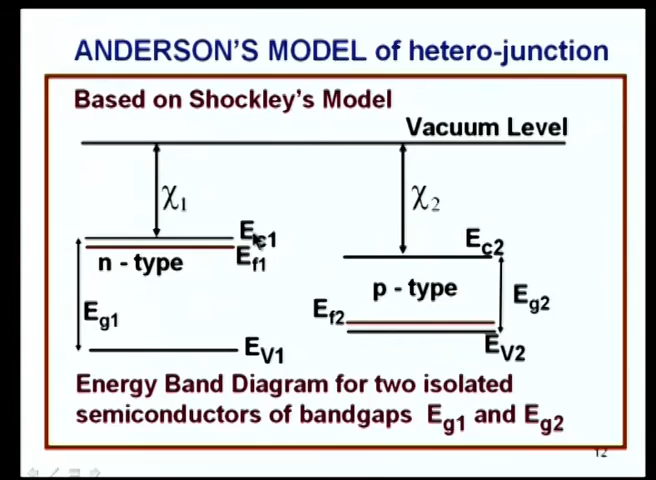 ANDERSON'S MODEL of hetero-junction
Based on Shockley's Model
Vacuum Level
χ1
χ2
Ec1
Ec2
Ef1
n - type
p - type
Eg1
Eg2
Ef2
EV1
EV2
Energy Band Diagram for two isolated
semiconductors of bandgaps Eg1 and Eg2
12